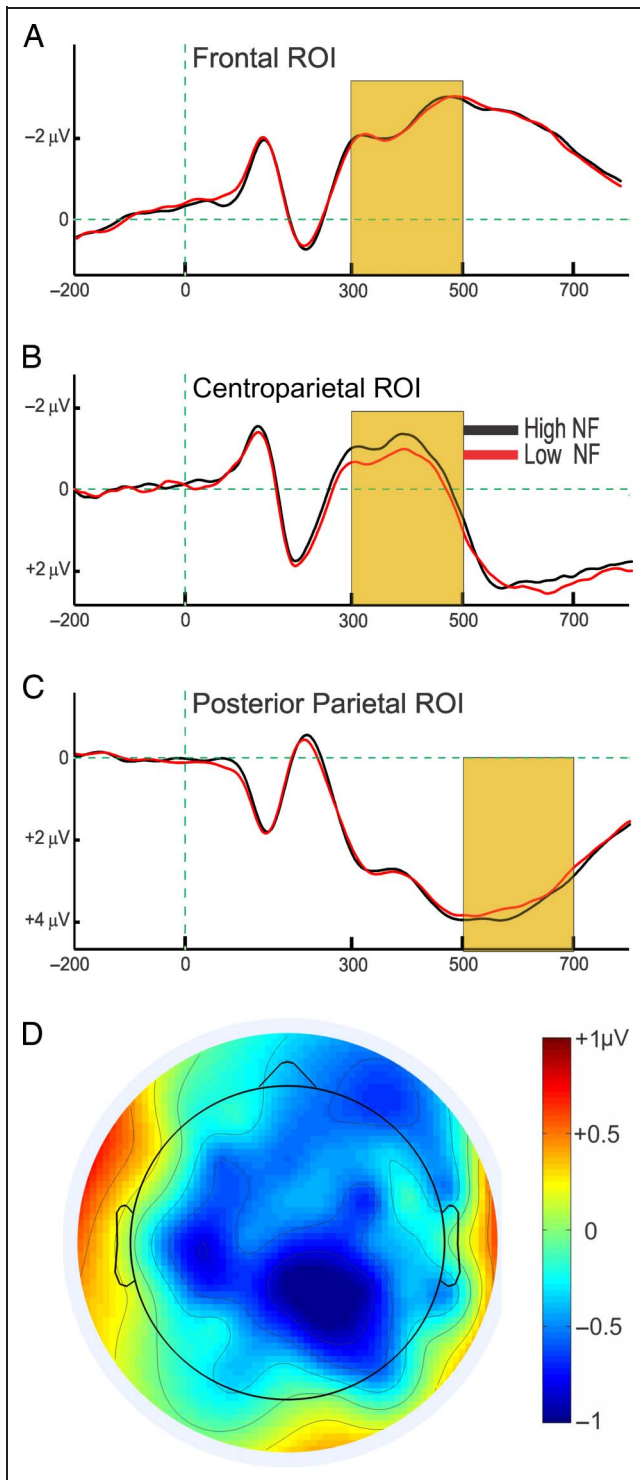 A
Frontal ROI
−2 µV
0
−200 0 300 500 700
B
Centroparietal ROI
−2 µV
High NF
Low NF
0
+2 µV
−200 0 300 500 700
C
Posterior Parietal ROI
0
+2 µV
+4 µV
−200 0 300 500 700
D
+1µV
+0.5
0
−0.5
−1